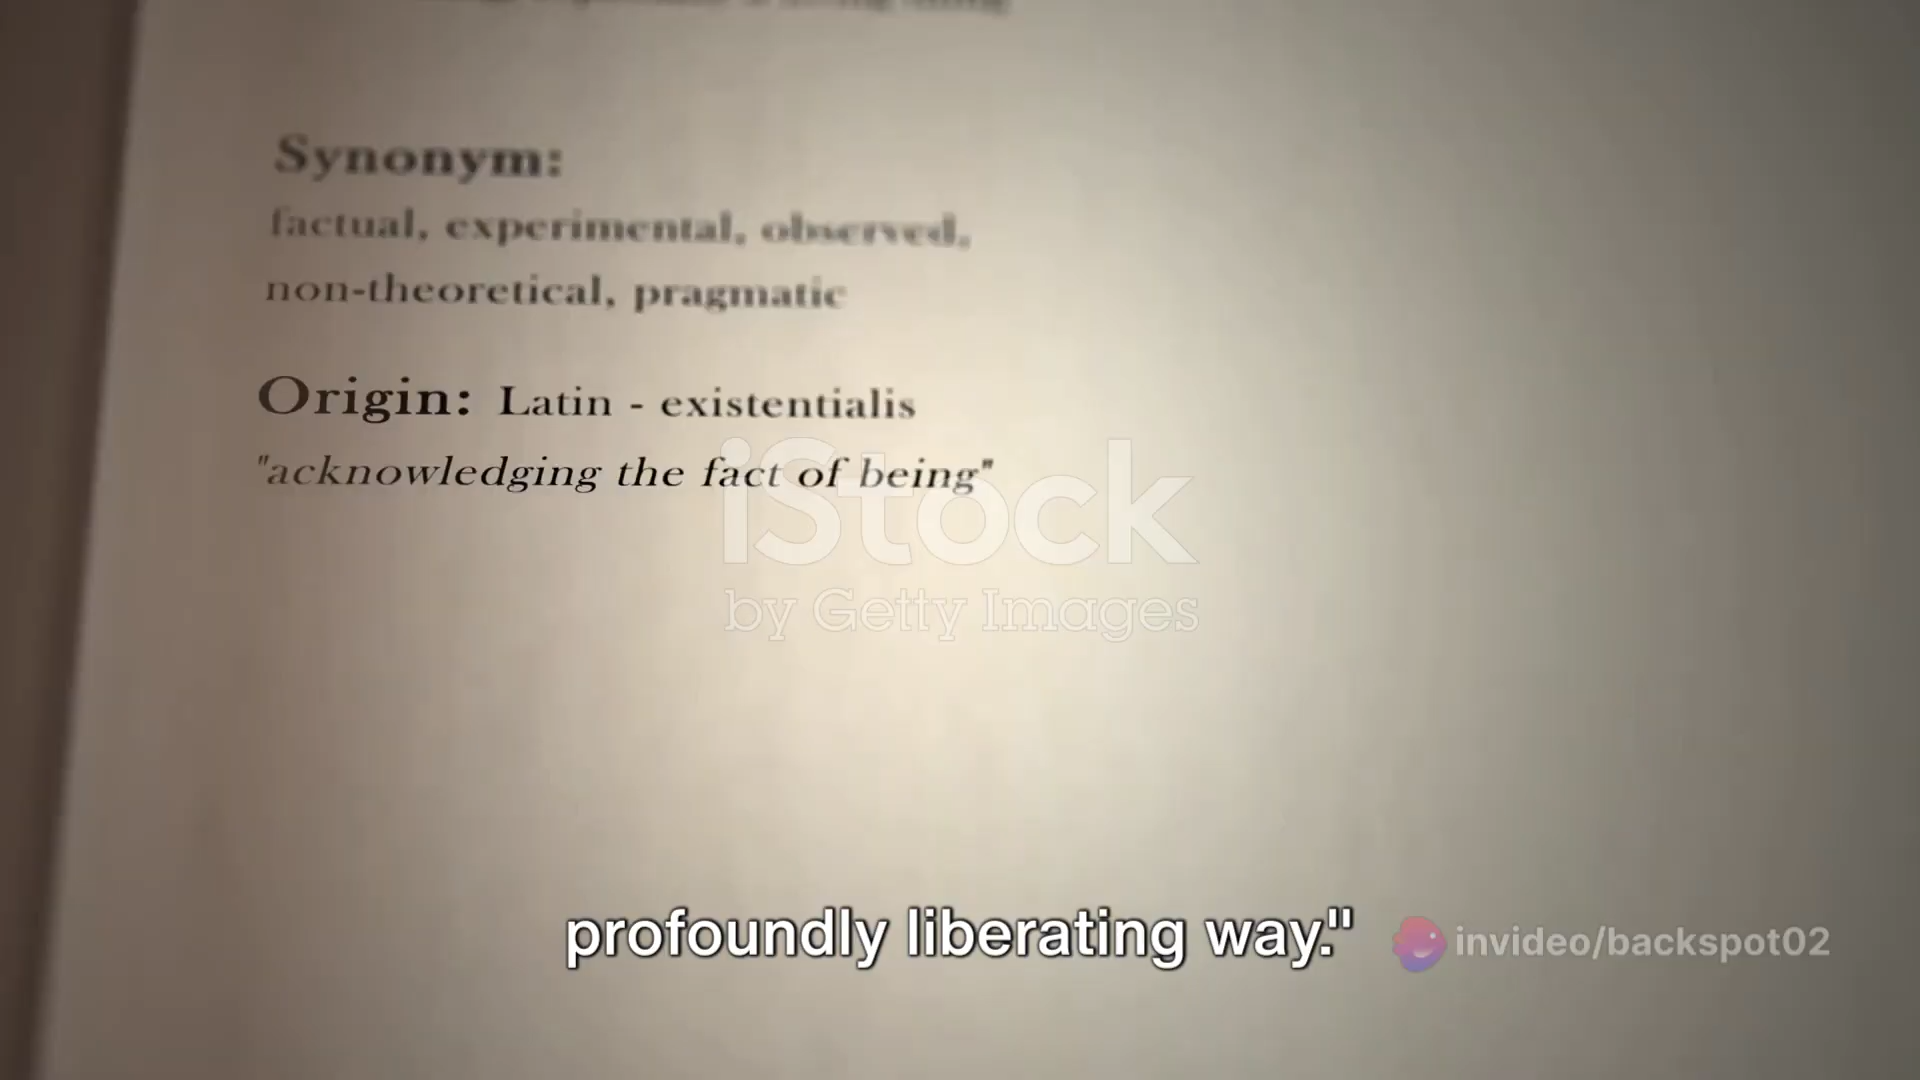 Synonym:
factual, experimental, observed,
non-theoretical, pragmatic
Origin: Latin - existentialis
"acknowledging the fact of being"
iStock
by Getty Images
profoundly liberating way."
invideo/backspot02